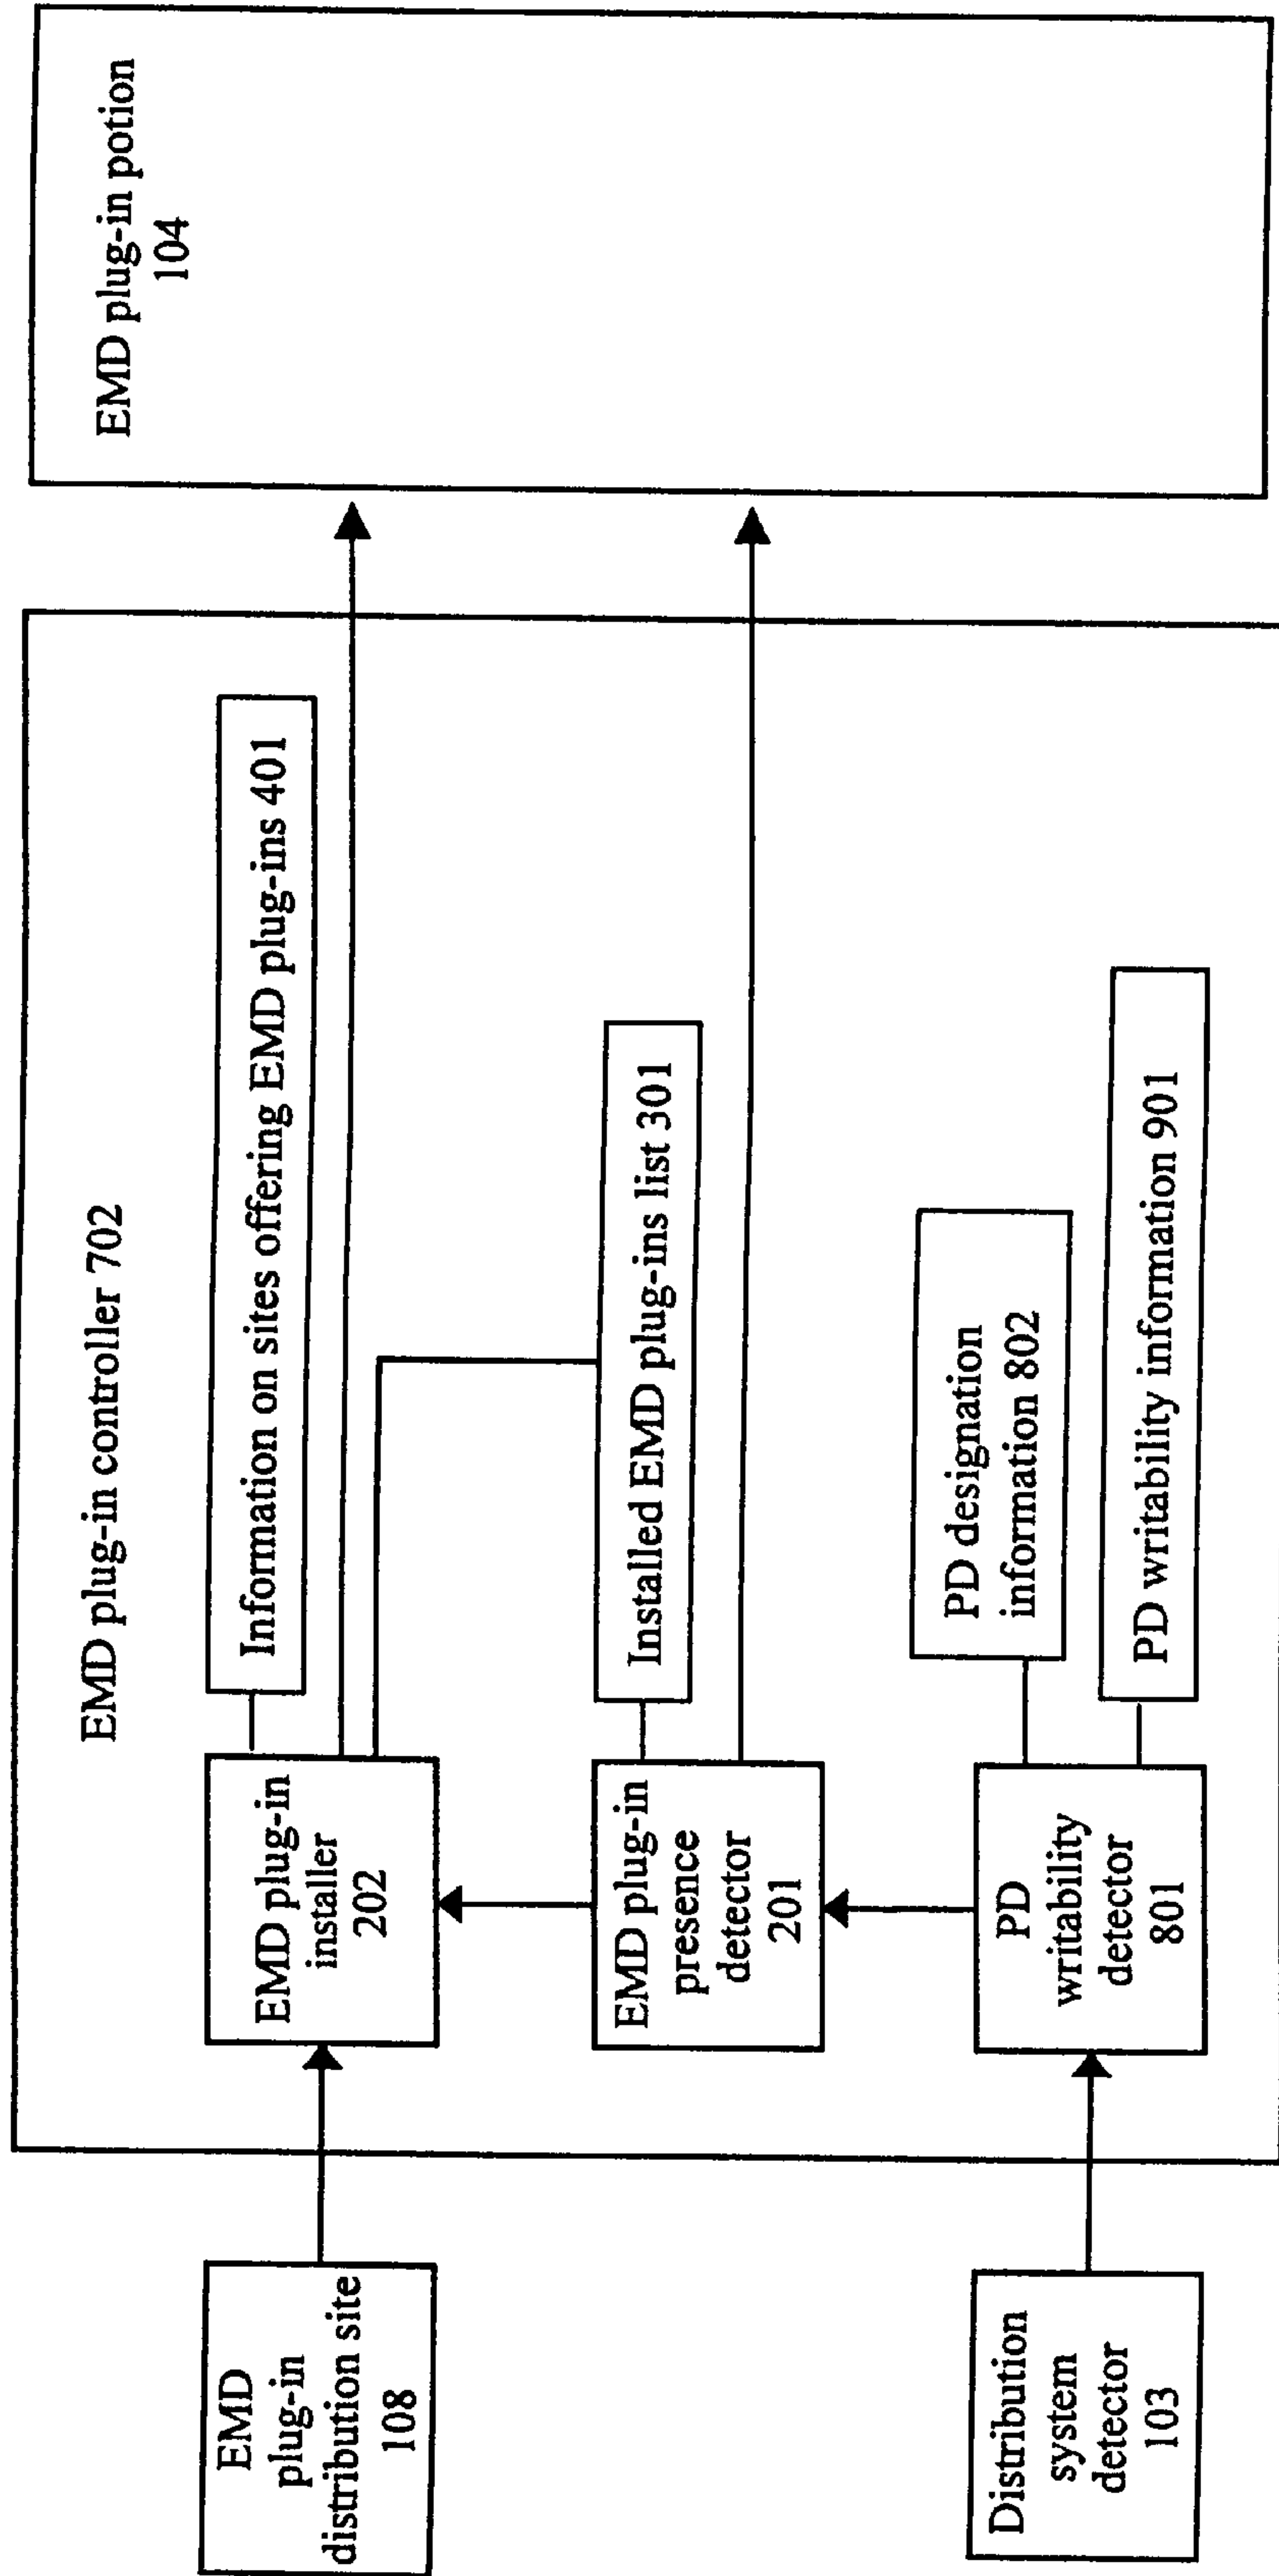 EMD plug-in potion
104
EMD plug-in controller 702
Information on sites offering EMD plug-ins 401
EMD plug-in
installer
202
EMD
plug-in
distribution site
108
Installed EMD plug-ins list 301
EMD plug-in
presence
detector
201
PD designation
information 802
PD writability information 901
PD
writability
detector
801
Distribution
system
detector
103